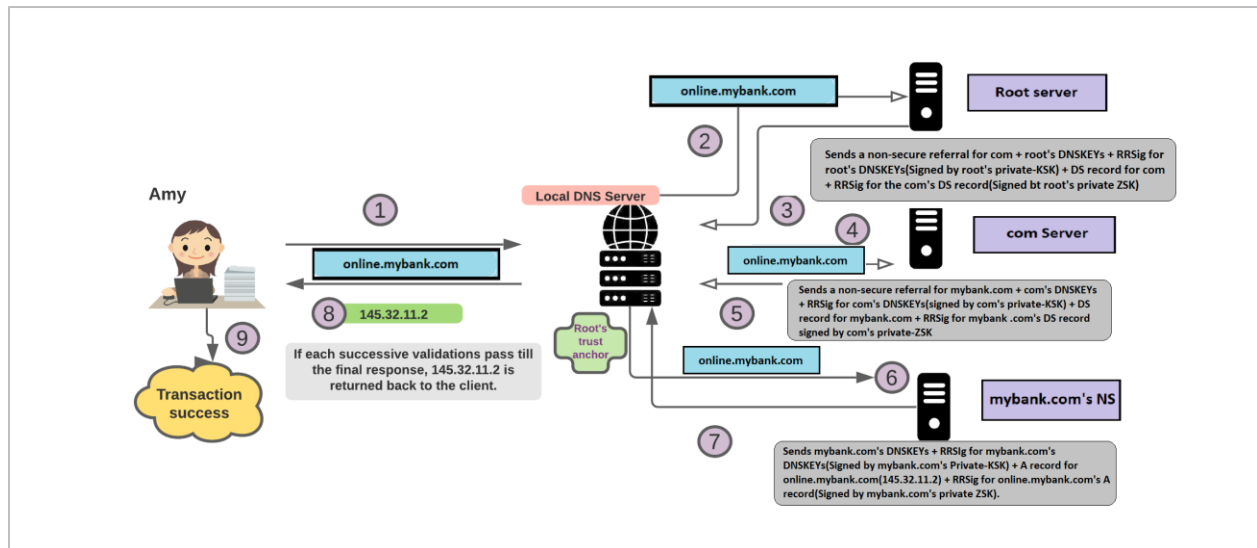 online.mybank.com
Root server
2
Sends a non-secure referral for com + root's DNSKEYs + RRSig for
root's DNSKEYs(Signed by root's private-KSK) + DS record for com
+ RRSig for the com's DS record(Signed bt root's private ZSK)
Amy
Local DNS Server
1
3
4
com Server
online.mybank.com
online.mybank.com
Sends a non-secure referral for mybank.com + com's DNSKEYs
+ RRSig for com's DNSKEYs(signed by com's private-KSK) + DS
record for mybank.com + RRSig for mybank .com's DS record
signed by com's private-ZSK
5
8
145.32.11.2
9
Root's
trust
anchor
If each successive validations pass till
the final response, 145.32.11.2 is
returned back to the client.
online.mybank.com
6
Transaction
success
mybank.com's NS
7
Sends mybank.com's DNSKEYs + RRSIg for mybank.com's
DNSKEYs(Signed by mybank.com's Private-KSK) + A record for
online.mybank.com(145.32.11.2) + RRSig for online.mybank.com's A
record(Signed by mybank.com's private ZSK).